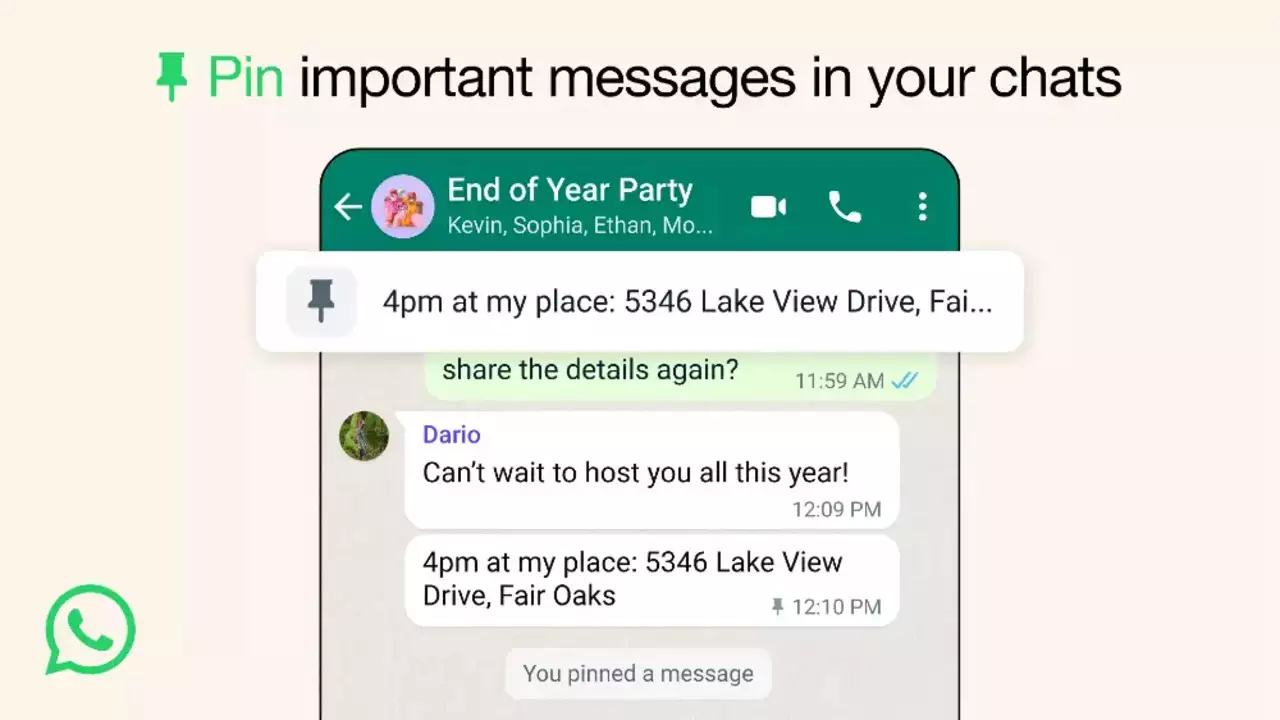 Pin important messages in your chats
End of Year Party
Kevin, Sophia, Ethan, Mo...
4pm at my place: 5346 Lake View Drive, Fai...
share the details again?
11:59 AM
Dario
Can’t wait to host you all this year!
12:09 PM
4pm at my place: 5346 Lake View
Drive, Fair Oaks
12:10 PM
You pinned a message